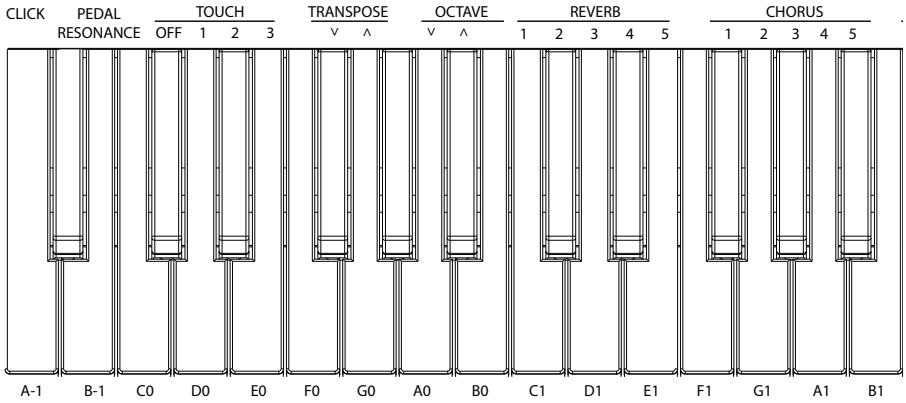 CLICK PEDAL TOUCH TRANSPOSE OCTAVE REVERB CHORUS
RESONANCE OFF 1 2 3 ˅ ˄ ˅ ˄ 1 2 3 4 5 1 2 3 4 5
A-1 B-1 C0 D0 E0 F0 G0 A0 B0 C1 D1 E1 F1 G1 A1 B1